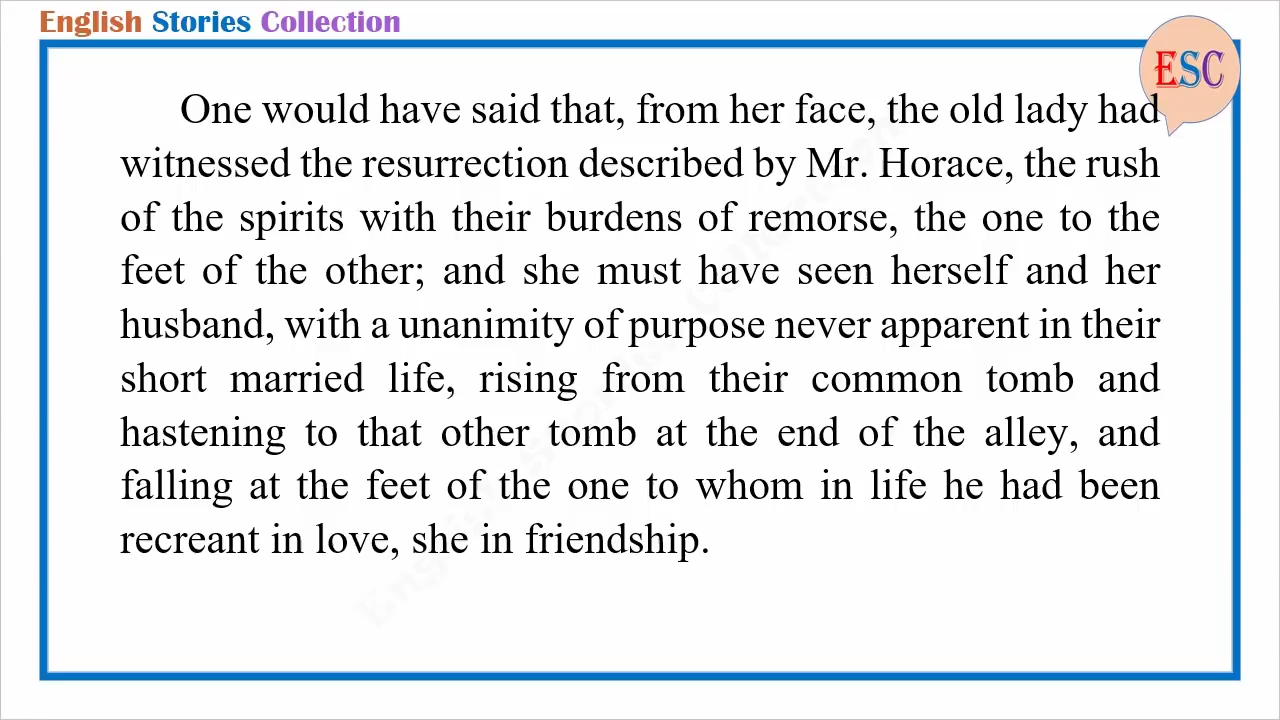 English Stories Collection
ESC
One would have said that, from her face, the old lady had
witnessed the resurrection described by Mr. Horace, the rush
of the spirits with their burdens of remorse, the one to the
feet of the other; and she must have seen herself and her
husband, with a unanimity of purpose never apparent in their
short married life, rising from their common tomb and
hastening to that other tomb at the end of the alley, and
falling at the feet of the one to whom in life he had been
recreant in love, she in friendship.
English Stories Collection